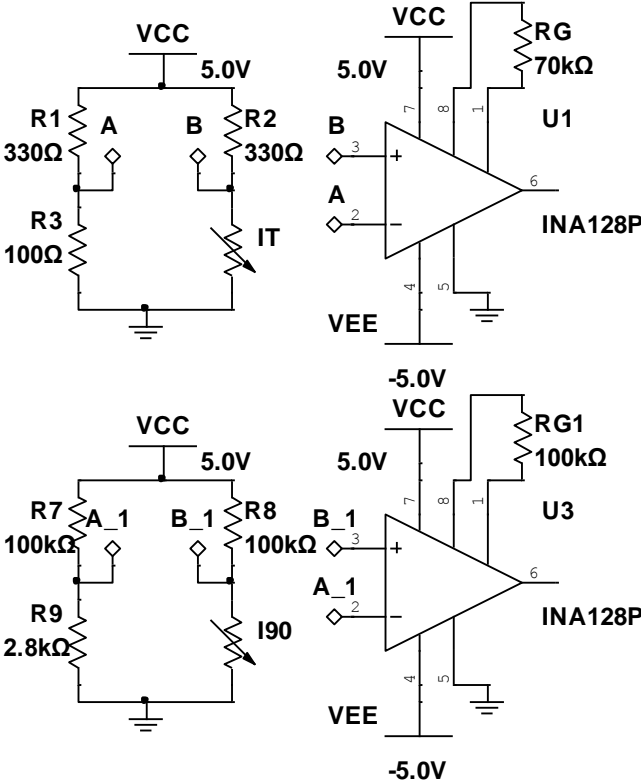 VCC
5.0V
R1
330Ω
A
B
R2
330Ω
R3
100Ω
IT
VCC
5.0V
RG
70kΩ
7
8
1
U1
B
3
A
2
6
INA128P
4
5
VEE
-5.0V
VCC
5.0V
R7
100kΩ
A_1
B_1
R8
100kΩ
R9
2.8kΩ
I90
VCC
5.0V
RG1
100kΩ
7
8
1
U3
B_1
3
A_1
2
6
INA128P
4
5
VEE
-5.0V